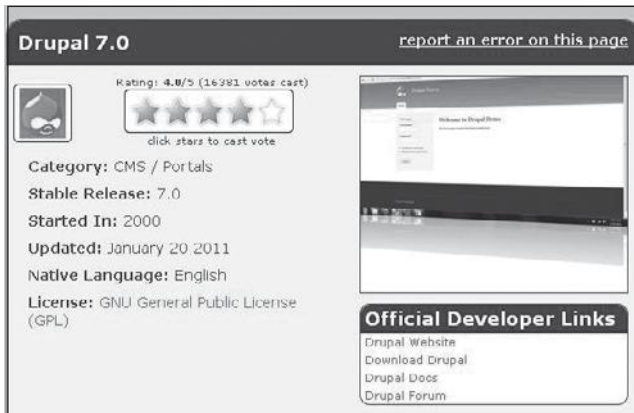 Drupal 7.0
report an error on this page
Rating: 4.0/5 (16381 votes cast)
click stars to cast vote
Category: CMS / Portals
Stable Release: 7.0
Started In: 2000
Updated: January 20 2011
Native Language: English
License: GNU General Public License
(GPL)
Welcome to Drupal Demo
Official Developer Links
Drupal Website
Download Drupal
Drupal Docs
Drupal Forum